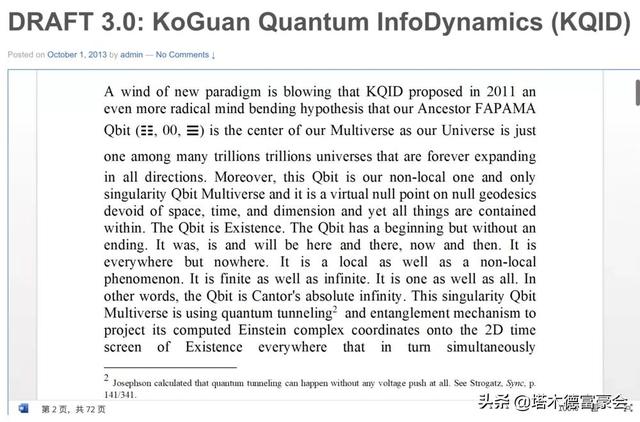 DRAFT 3.0: KoGuan Quantum InfoDynamics (KQID)
Posted on October 1, 2013 by admin — No Comments ↓
A wind of new paradigm is blowing that KQID proposed in 2011 an
even more radical mind bending hypothesis that our Ancestor FAPAMA
Qbit (☷, 00, ☰) is the center of our Multiverse as our Universe is just
one among many trillions trillions universes that are forever expanding
in all directions. Moreover, this Qbit is our non-local one and only
singularity Qbit Multiverse and it is a virtual null point on null geodesics
devoid of space, time, and dimension and yet all things are contained
within. The Qbit is Existence. The Qbit has a beginning but without an
ending. It was, is and will be here and there, now and then. It is
everywhere but nowhere. It is a local as well as a non-local
phenomenon. It is finite as well as infinite. It is one as well as all. In
other words, the Qbit is Cantor's absolute infinity. This singularity Qbit
Multiverse is using quantum tunneling2 and entanglement mechanism to
project its computed Einstein complex coordinates onto the 2D time
screen of Existence everywhere that in turn simultaneously
2 Josephson calculated that quantum tunneling can happen without any voltage push at all. See Strogatz, Sync, p.
141/341.
第 2 页，共 72 页
头条 @塔木德富豪会